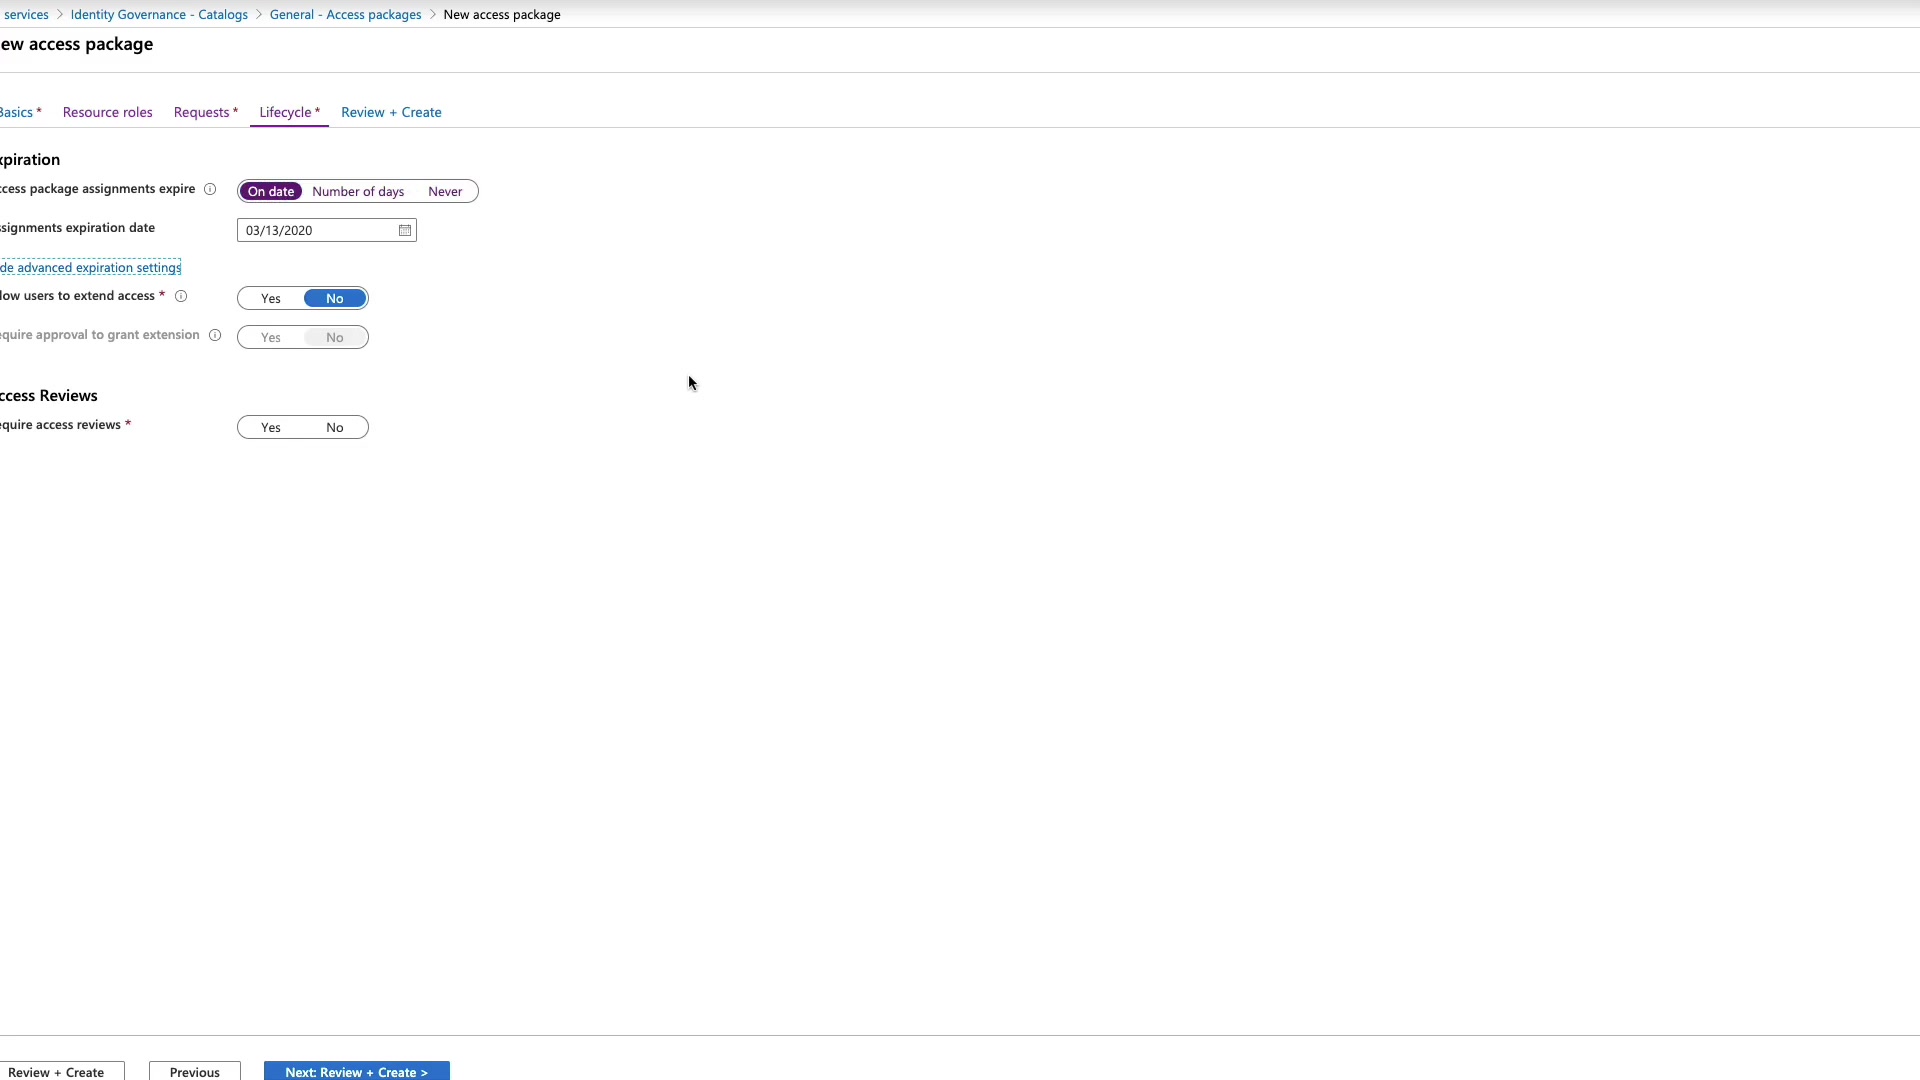 services > Identity Governance - Catalogs > General - Access packages > New access package
ew access package
Basics * Resource roles Requests * Lifecycle * Review + Create
xpiration
ccess package assignments expire On date Number of days Never
ssignments expiration date 03/13/2020
de advanced expiration settings
low users to extend access * Yes No
equire approval to grant extension Yes No
ccess Reviews
equire access reviews * Yes No
Review + Create Previous Next: Review + Create >